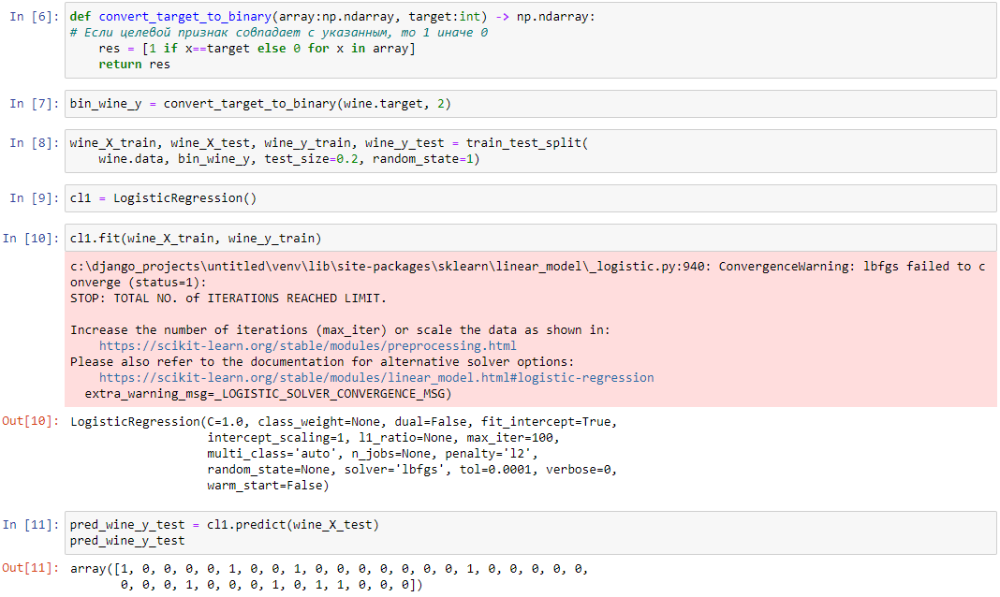 In [6]: def convert_target_to_binary(array:np.ndarray, target:int) -> np.ndarray:
# Если целевой признак совпадает с указанным, то 1 иначе 0
    res = [1 if x==target else 0 for x in array]
    return res
In [7]: bin_wine_y = convert_target_to_binary(wine.target, 2)
In [8]: wine_X_train, wine_X_test, wine_y_train, wine_y_test = train_test_split(
    wine.data, bin_wine_y, test_size=0.2, random_state=1)
In [9]: cl1 = LogisticRegression()
In [10]: cl1.fit(wine_X_train, wine_y_train)
c:\django_projects\untitled\venv\lib\site-packages\sklearn\linear_model\_logistic.py:940: ConvergenceWarning: lbfgs failed to c
onverge (status=1):
STOP: TOTAL NO. of ITERATIONS REACHED LIMIT.
Increase the number of iterations (max_iter) or scale the data as shown in:
    https://scikit-learn.org/stable/modules/preprocessing.html
Please also refer to the documentation for alternative solver options:
    https://scikit-learn.org/stable/modules/linear_model.html#logistic-regression
  extra_warning_msg=_LOGISTIC_SOLVER_CONVERGENCE_MSG)
Out[10]: LogisticRegression(C=1.0, class_weight=None, dual=False, fit_intercept=True,
                   intercept_scaling=1, l1_ratio=None, max_iter=100,
                   multi_class='auto', n_jobs=None, penalty='l2',
                   random_state=None, solver='lbfgs', tol=0.0001, verbose=0,
                   warm_start=False)
In [11]: pred_wine_y_test = cl1.predict(wine_X_test)
pred_wine_y_test
Out[11]: array([1, 0, 0, 0, 0, 1, 0, 0, 1, 0, 0, 0, 0, 0, 0, 0, 1, 0, 0, 0, 0, 0,
       0, 0, 0, 1, 0, 0, 0, 1, 0, 1, 1, 0, 0, 0])